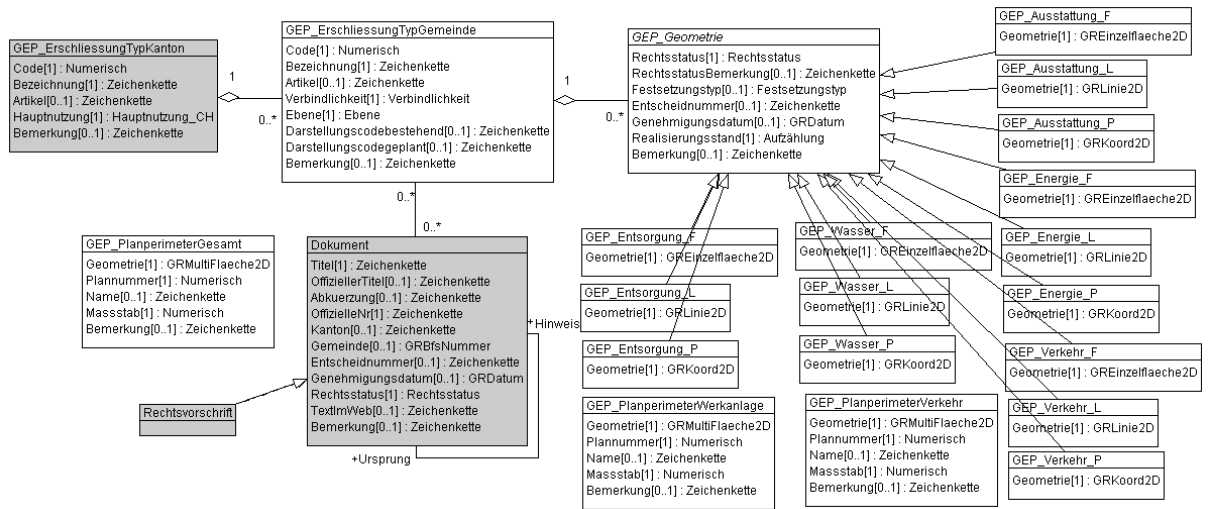 GEP_ErschliessungTypKanton
Code[1] : Numerisch
Bezeichnung[1] : Zeichenkette
Artikel[0..1] : Zeichenkette
Hauptnutzung[1] : Hauptnutzung_CH
Bemerkung[0..1] : Zeichenkette
1
0..*
GEP_ErschliessungTypGemeinde
Code[1] : Numerisch
Bezeichnung[1] : Zeichenkette
Artikel[0..1] : Zeichenkette
Verbindlichkeit[1] : Verbindlichkeit
Ebene[1] : Ebene
Darstellungscodebestehend[0..1] : Zeichenkette
Darstellungscodegeplant[0..1] : Zeichenkette
Bemerkung[0..1] : Zeichenkette
1
0..*
GEP_Geometrie
Rechtsstatus[1] : Rechtsstatus
RechtsstatusBemerkung[0..1] : Zeichenkette
Festsetzungstyp[0..1] : Festsetzungstyp
Entscheidnummer[0..1] : Zeichenkette
Genehmigungsdatum[0..1] : GRDatum
Realisierungsstand[1] : Aufzählung
Bemerkung[0..1] : Zeichenkette
GEP_Ausstattung_F
Geometrie[1] : GREinzelflaeche2D
GEP_Ausstattung_L
Geometrie[1] : GRLinie2D
GEP_Ausstattung_P
Geometrie[1] : GRKoord2D
GEP_Energie_F
Geometrie[1] : GREinzelflaeche2D
GEP_Energie_L
Geometrie[1] : GRLinie2D
GEP_Energie_P
Geometrie[1] : GRKoord2D
GEP_Verkehr_F
Geometrie[1] : GREinzelflaeche2D
GEP_Verkehr_L
Geometrie[1] : GRLinie2D
GEP_Verkehr_P
Geometrie[1] : GRKoord2D
0..*
0..*
GEP_PlanperimeterGesamt
Geometrie[1] : GRMultiFlaeche2D
Plannummer[1] : Numerisch
Name[0..1] : Zeichenkette
Massstab[1] : Numerisch
Bemerkung[0..1] : Zeichenkette
Rechtsvorschrift
Dokument
Titel[1] : Zeichenkette
OffiziellerTitel[0..1] : Zeichenkette
Abkuerzung[0..1] : Zeichenkette
OffizielleNr[1] : Zeichenkette
Kanton[0..1] : Zeichenkette
Gemeinde[0..1] : GRBfsNummer
Entscheidnummer[0..1] : Zeichenkette
Genehmigungsdatum[0..1] : GRDatum
Rechtsstatus[1] : Rechtsstatus
TextImWeb[0..1] : Zeichenkette
Bemerkung[0..1] : Zeichenkette
+Hinweis
+Ursprung
GEP_Entsorgung_F
Geometrie[1] : GREinzelflaeche2D
GEP_Entsorgung_L
Geometrie[1] : GRLinie2D
GEP_Entsorgung_P
Geometrie[1] : GRKoord2D
GEP_Wasser_F
Geometrie[1] : GREinzelflaeche2D
GEP_Wasser_L
Geometrie[1] : GRLinie2D
GEP_Wasser_P
Geometrie[1] : GRKoord2D
GEP_PlanperimeterWerkanlage
Geometrie[1] : GRMultiFlaeche2D
Plannummer[1] : Numerisch
Name[0..1] : Zeichenkette
Massstab[1] : Numerisch
Bemerkung[0..1] : Zeichenkette
GEP_PlanperimeterVerkehr
Geometrie[1] : GRMultiFlaeche2D
Plannummer[1] : Numerisch
Name[0..1] : Zeichenkette
Massstab[1] : Numerisch
Bemerkung[0..1] : Zeichenkette